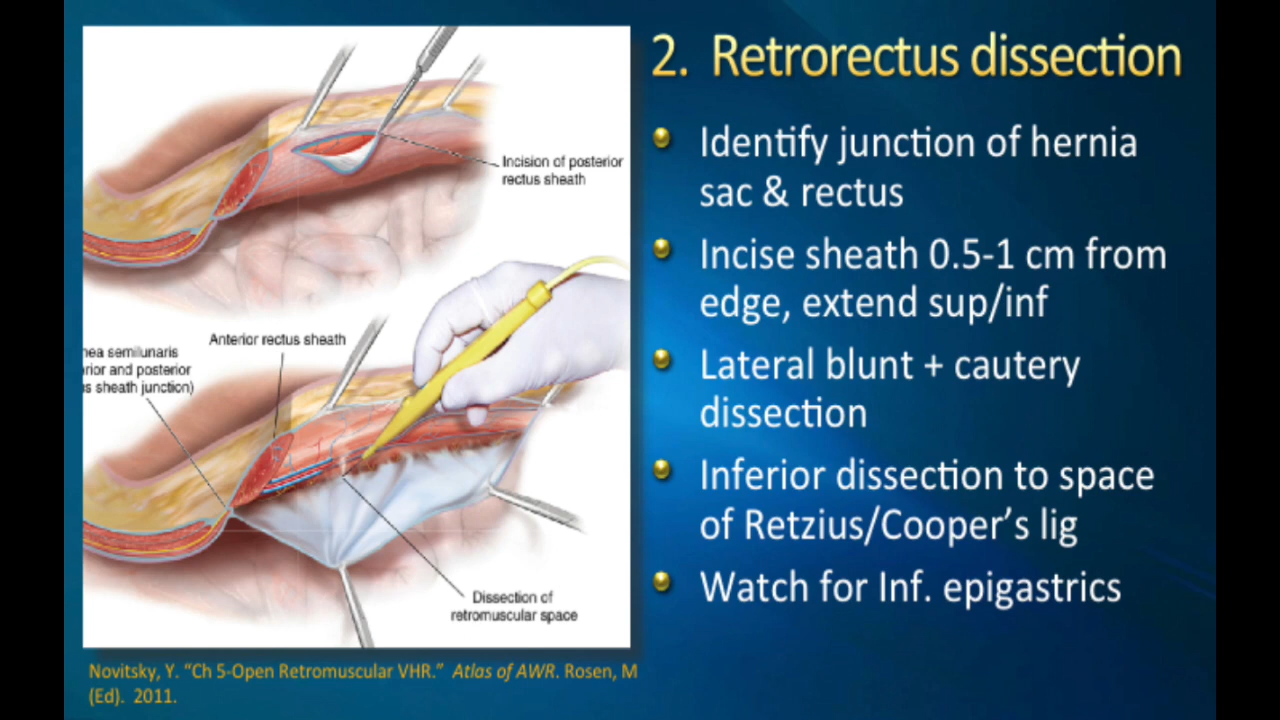 2. Retrorectus dissection
Identify junction of hernia
sac & rectus
Incise sheath 0.5-1 cm from
edge, extend sup/inf
Lateral blunt + cautery
dissection
Inferior dissection to space
of Retzius/Cooper's lig
Watch for Inf. epigastrics
Incision of posterior
rectus sheath
Anterior rectus sheath
semilunaris
and posterior
sheath junction)
Dissection of
retromuscular space
Novitsky, Y. "Ch 5-Open Retromuscular VHR." Atlas of AWR. Rosen, M
(Ed). 2011.